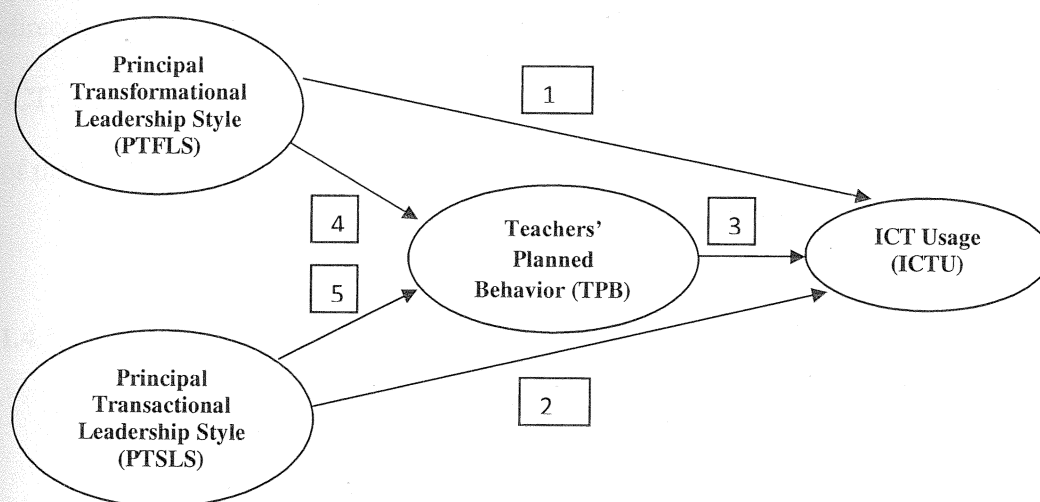 Principal
Transformational
Leadership Style
(PTFLS)
1
4
Teachers'
Planned
Behavior (TPB)
3
ICT Usage
(ICTU)
5
Principal
Transactional
Leadership Style
(PTSLS)
2